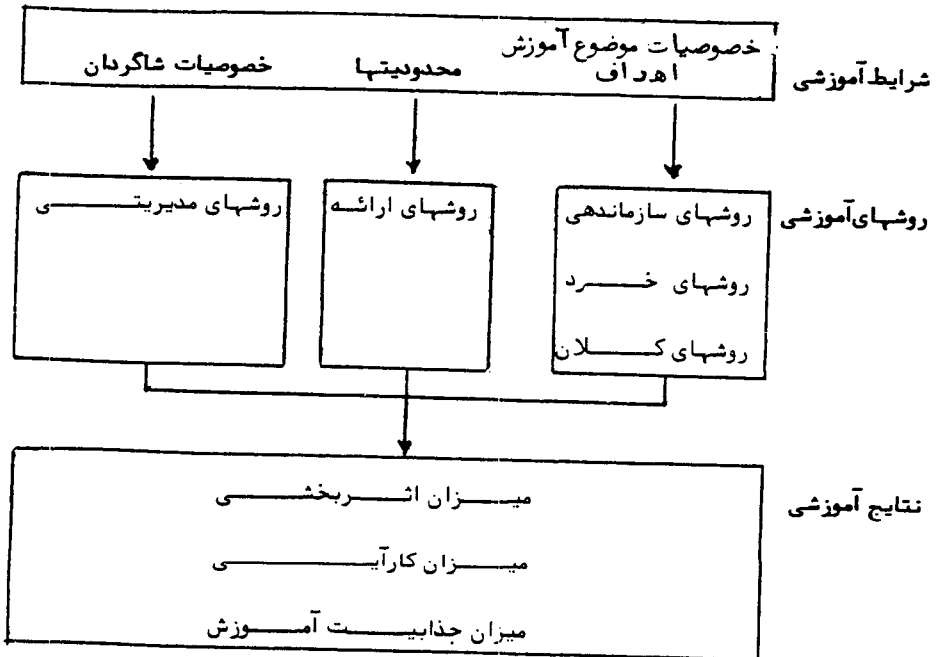 خصوصیات موضوع آموزش
اهداف
محدودیتها
خصوصیات شاگردان
شرایط آموزشی
روشهای آموزشی
روشهای سازماندهی
روشهای خرد
روشهای کلان
روشهای ارائه
روشهای مدیریتی
نتایج آموزشی
میزان اثربخشی
میزان کارآیی
میزان جذابیت آموزش